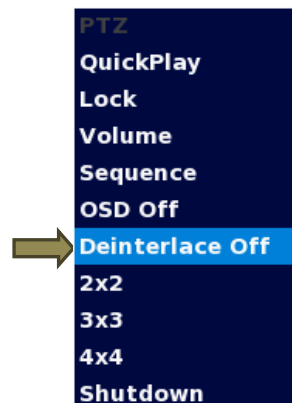 PTZ
QuickPlay
Lock
Volume
Sequence
OSD Off
Deinterlace Off
2x2
3x3
4x4
Shutdown